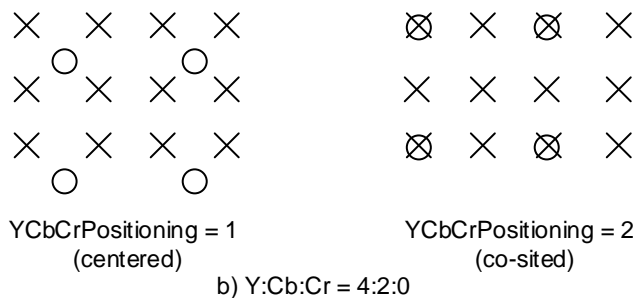 YCbCrPositioning = 1
(centered)
YCbCrPositioning = 2
(co-sited)
b) Y:Cb:Cr = 4:2:0